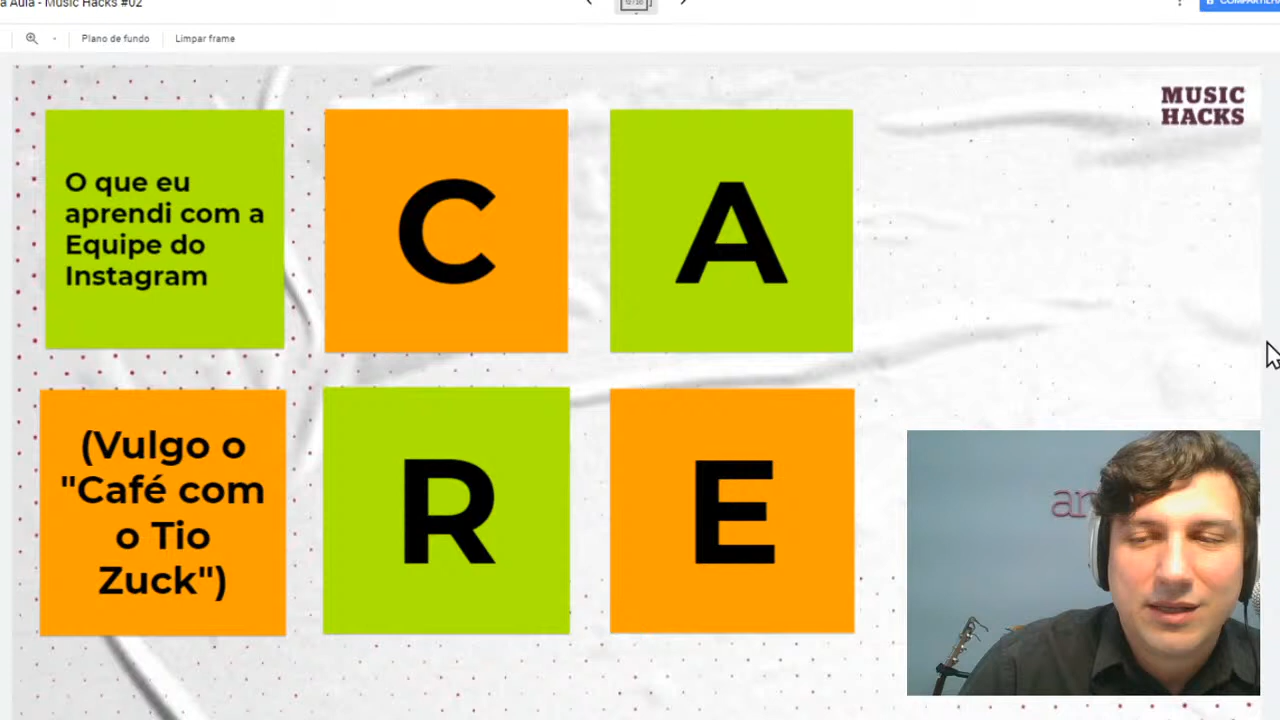 a Aula - Music Hacks #02
Plano de fundo
Limpar frame
MUSIC
HACKS
O que eu
aprendi com a
Equipe do
Instagram
C
A
(Vulgo o
"Café com
o Tio
Zuck")
R
E